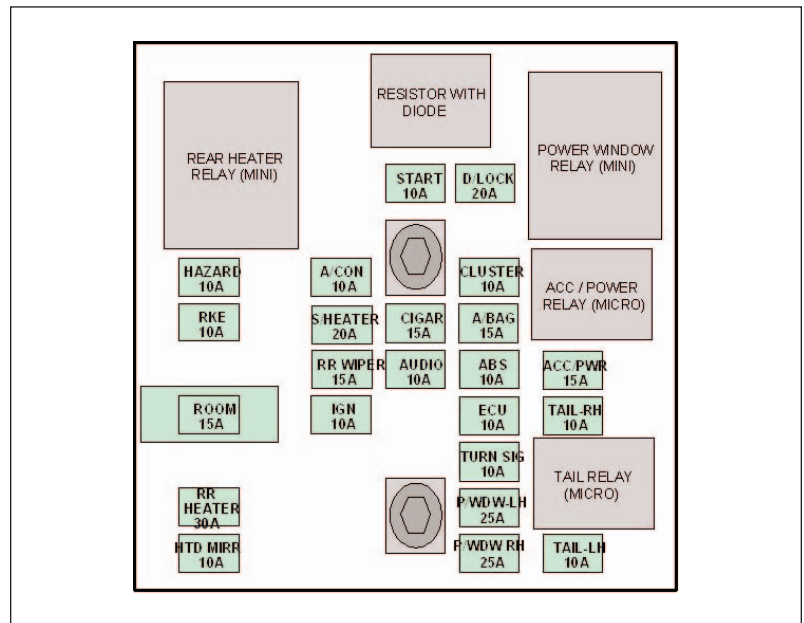 RESISTOR WITH
DIODE
REAR HEATER
RELAY (MINI)
POWER WINDOW
RELAY (MINI)
START
10A
D/LOCK
20A
HAZARD
10A
A/CON
10A
CLUSTER
10A
ACC / POWER
RELAY (MICRO)
RKE
10A
S/HEATER
20A
CIGAR
15A
A/BAG
15A
RR WIPER
15A
AUDIO
10A
ABS
10A
ACC/PWR
15A
ROOM
15A
IGN
10A
ECU
10A
TAIL-RH
10A
TURN SIG
10A
TAIL RELAY
(MICRO)
RR
HEATER
30A
P/WDW-LH
25A
HTD MIRR
10A
P/WDW RH
25A
TAIL-LH
10A